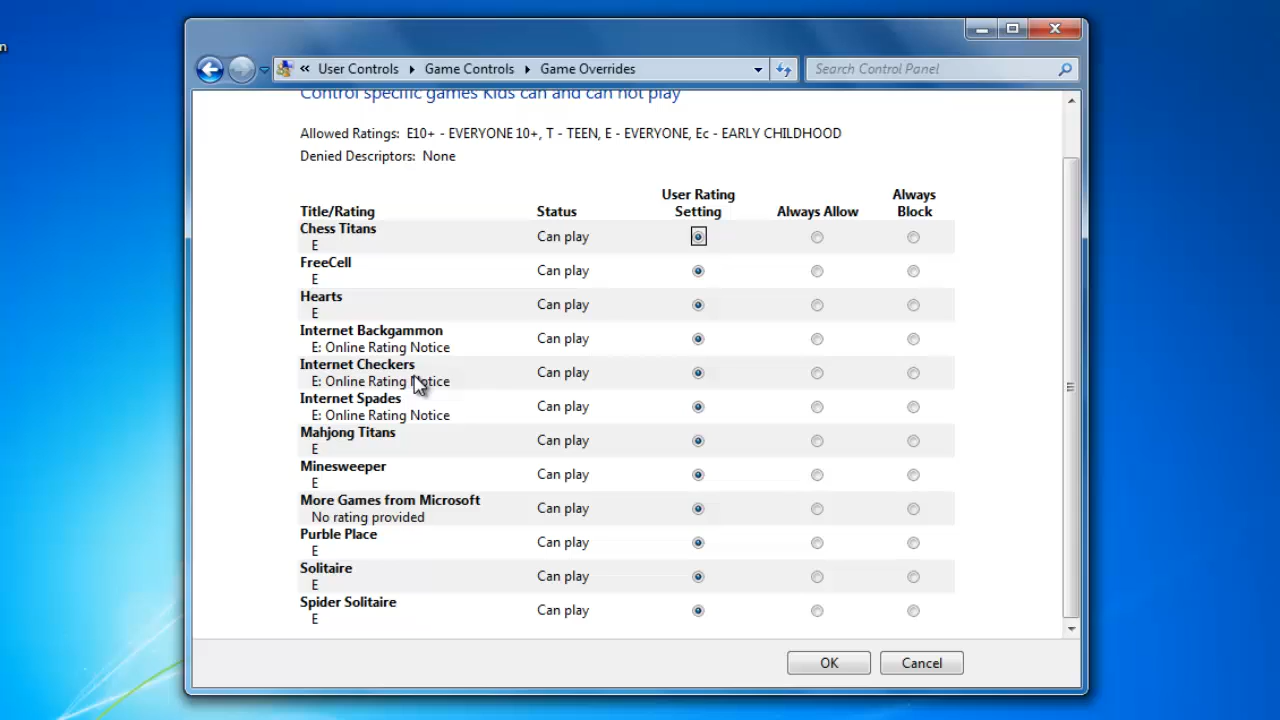 n
« User Controls ▸ Game Controls ▸ Game Overrides
Search Control Panel
Control specific games Kids can and can not play
Allowed Ratings: E10+ - EVERYONE 10+, T - TEEN, E - EVERYONE, Ec - EARLY CHILDHOOD
Denied Descriptors: None
Title/Rating Status User Rating Setting Always Allow Always Block
Chess Titans
E
Can play
FreeCell
E
Can play
Hearts
E
Can play
Internet Backgammon
E: Online Rating Notice
Can play
Internet Checkers
E: Online Rating Notice
Can play
Internet Spades
E: Online Rating Notice
Can play
Mahjong Titans
E
Can play
Minesweeper
E
Can play
More Games from Microsoft
No rating provided
Can play
Purble Place
E
Can play
Solitaire
E
Can play
Spider Solitaire
E
Can play
OK Cancel